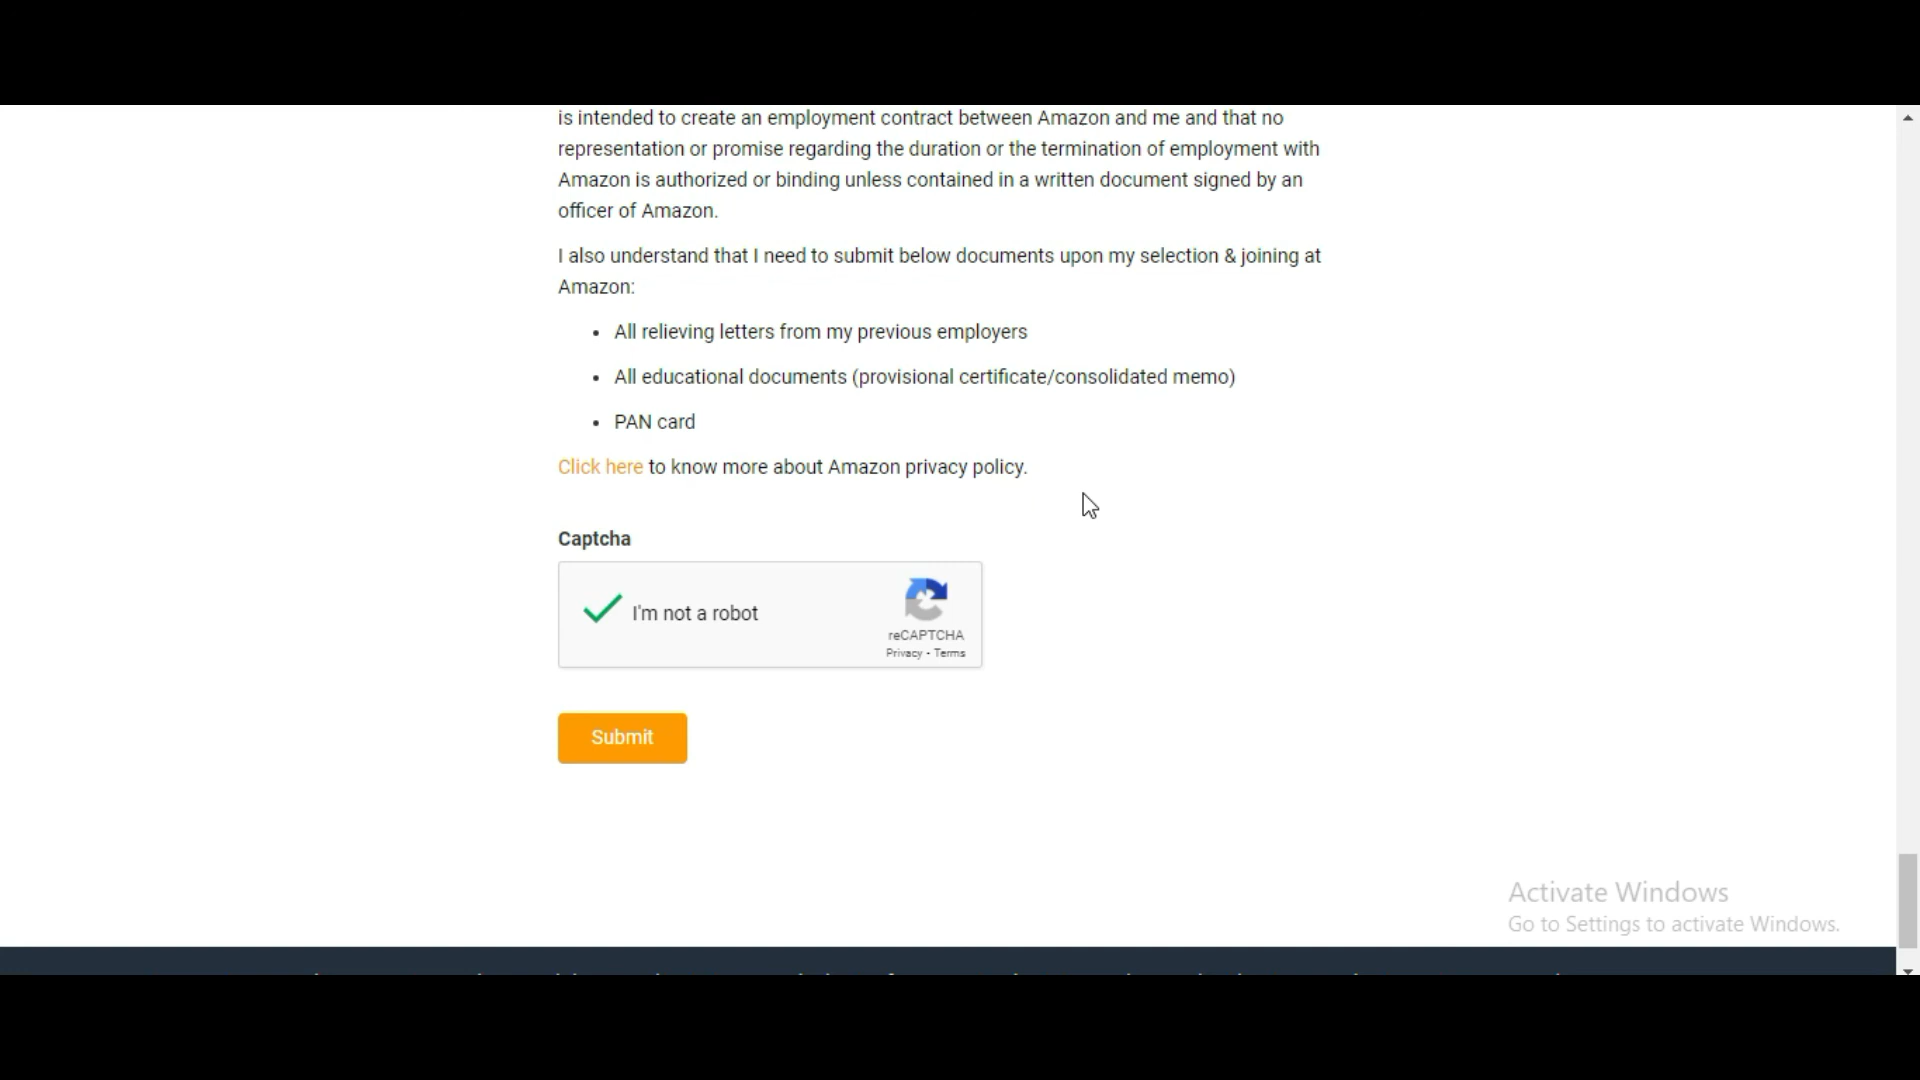 is intended to create an employment contract between Amazon and me and that no
representation or promise regarding the duration or the termination of employment with
Amazon is authorized or binding unless contained in a written document signed by an
officer of Amazon.
I also understand that I need to submit below documents upon my selection & joining at
Amazon:
• All relieving letters from my previous employers
• All educational documents (provisional certificate/consolidated memo)
• PAN card
Click here to know more about Amazon privacy policy.
Captcha
I'm not a robot
reCAPTCHA
Privacy - Terms
Submit
Activate Windows
Go to Settings to activate Windows.